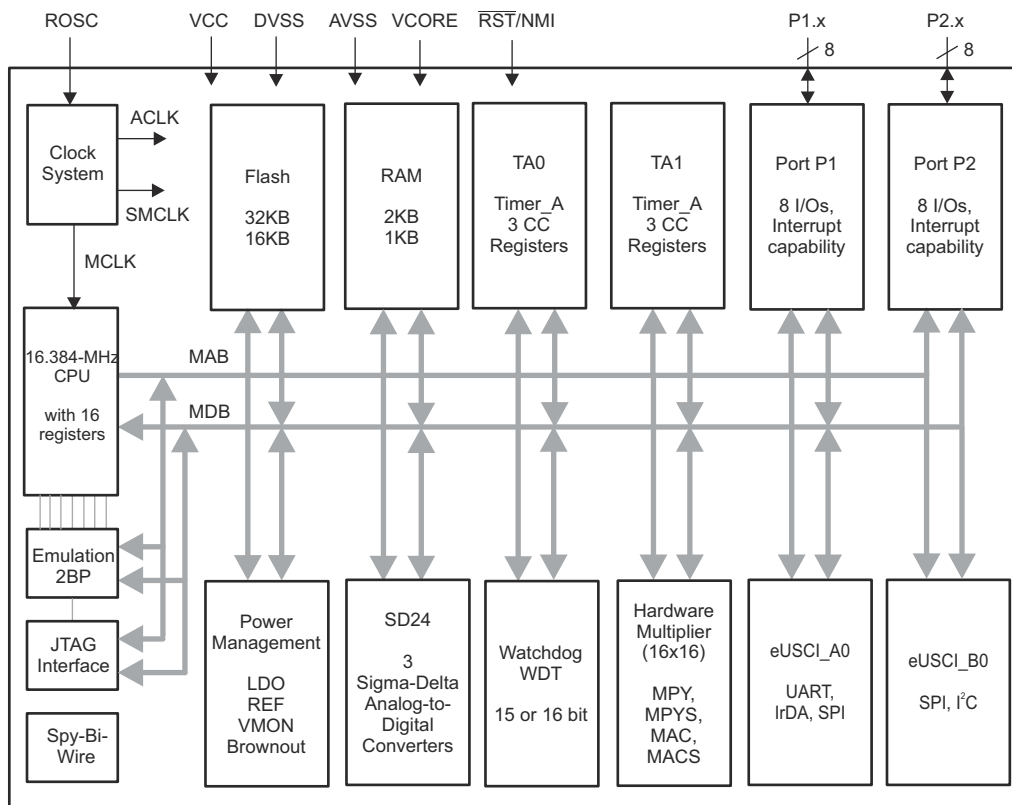 ROSC
VCC
DVSS
AVSS
VCORE
RST/NMI
P1.x
P2.x
8
8
Clock
System
ACLK
SMCLK
MCLK
Flash
32KB
16KB
RAM
2KB
1KB
TA0
Timer_A
3 CC
Registers
TA1
Timer_A
3 CC
Registers
Port P1
8 I/Os,
Interrupt
capability
Port P2
8 I/Os,
Interrupt
capability
16.384-MHz
CPU
with 16
registers
MAB
MDB
Emulation
2BP
JTAG
Interface
Spy-Bi-
Wire
Power
Management
LDO
REF
VMON
Brownout
SD24
3
Sigma-Delta
Analog-to-
Digital
Converters
Watchdog
WDT
15 or 16 bit
Hardware
Multiplier
(16x16)
MPY,
MPYS,
MAC,
MACS
eUSCI_A0
UART,
IrDA, SPI
eUSCI_B0
SPI, I²C